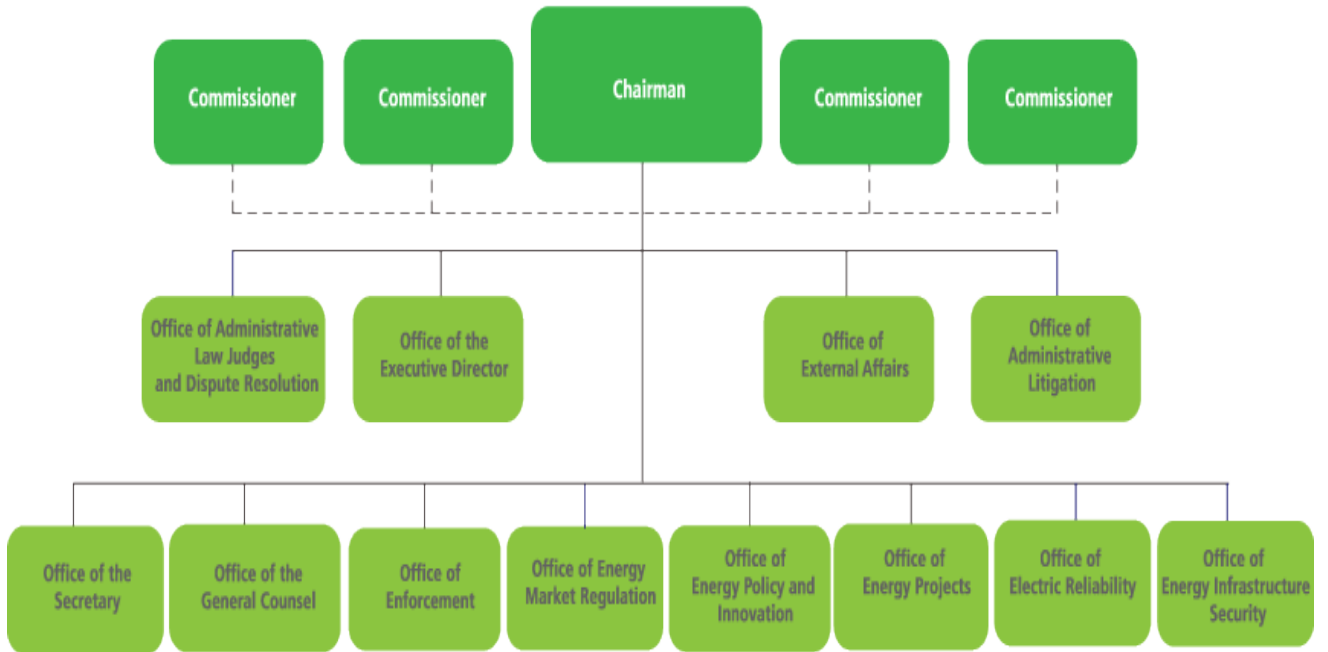 Commissioner
Commissioner
Chairman
Commissioner
Commissioner
Office of Administrative
Law Judges
and Dispute Resolution
Office of the
Executive Director
Office of
External Affairs
Office of
Administrative
Litigation
Office of the
Secretary
Office of the
General Counsel
Office of
Enforcement
Office of Energy
Market Regulation
Office of
Energy Policy and
Innovation
Office of
Energy Projects
Office of
Electric Reliability
Office of
Energy Infrastructure
Security